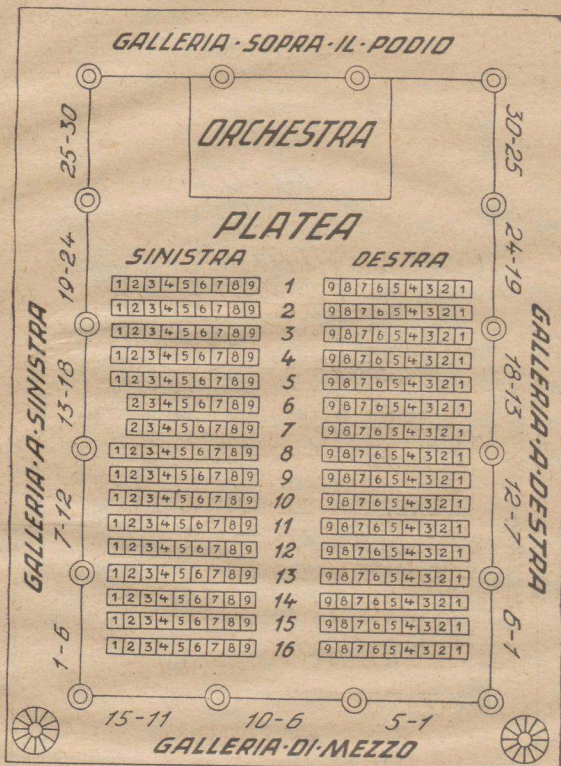 GALLERIA · SOPRA · IL · PODIO
ORCHESTRA
PLATEA
SINISTRA DESTRA
1 2 3 4 5 6 7 8 9 1 9 8 7 6 5 4 3 2 1
1 2 3 4 5 6 7 8 9 2 9 8 7 6 5 4 3 2 1
1 2 3 4 5 6 7 8 9 3 9 8 7 6 5 4 3 2 1
1 2 3 4 5 6 7 8 9 4 9 8 7 6 5 4 3 2 1
1 2 3 4 5 6 7 8 9 5 9 8 7 6 5 4 3 2 1
2 3 4 5 6 7 8 9 6 9 8 7 6 5 4 3 2 1
2 3 4 5 6 7 8 9 7 9 8 7 6 5 4 3 2 1
1 2 3 4 5 6 7 8 9 8 9 8 7 6 5 4 3 2 1
1 2 3 4 5 6 7 8 9 9 9 8 7 6 5 4 3 2 1
1 2 3 4 5 6 7 8 9 10 9 8 7 6 5 4 3 2 1
1 2 3 4 5 6 7 8 9 11 9 8 7 6 5 4 3 2 1
1 2 3 4 5 6 7 8 9 12 9 8 7 6 5 4 3 2 1
1 2 3 4 5 6 7 8 9 13 9 8 7 6 5 4 3 2 1
1 2 3 4 5 6 7 8 9 14 9 8 7 6 5 4 3 2 1
1 2 3 4 5 6 7 8 9 15 9 8 7 6 5 4 3 2 1
1 2 3 4 5 6 7 8 9 16 9 8 7 6 5 4 3 2 1
GALLERIA · A · SINISTRA
25-30
19-24
13-18
7-12
1-6
30-25
24-19
18-13
12-7
6-1
GALLERIA · A · DESTRA
15-11 10-6 5-1
GALLERIA · DI · MEZZO